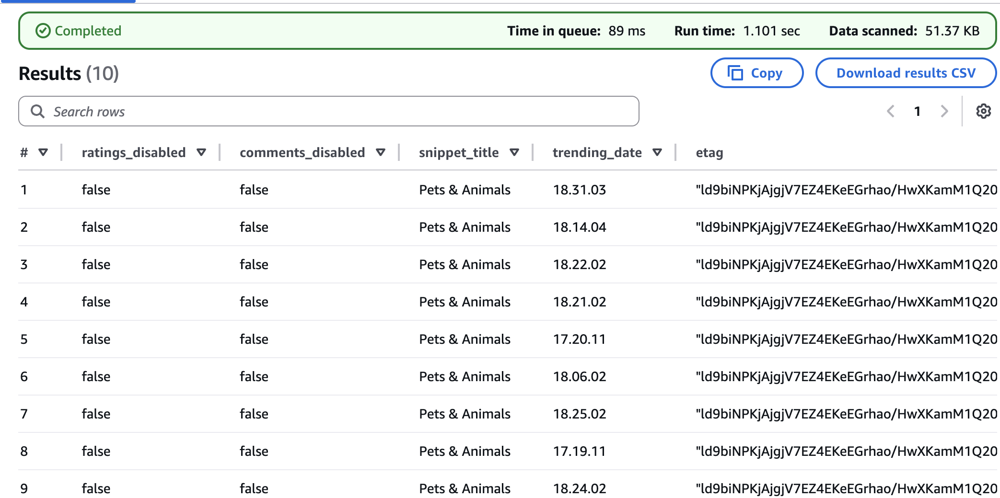 Completed Time in queue: 89 ms Run time: 1.101 sec Data scanned: 51.37 KB
Results (10) Copy Download results CSV
Search rows 1
# ratings_disabled comments_disabled snippet_title trending_date etag
1 false false Pets & Animals 18.31.03 "ld9biNPKjAjgjV7EZ4EKeEGrhao/HwXKamM1Q20
2 false false Pets & Animals 18.14.04 "ld9biNPKjAjgjV7EZ4EKeEGrhao/HwXKamM1Q20
3 false false Pets & Animals 18.22.02 "ld9biNPKjAjgjV7EZ4EKeEGrhao/HwXKamM1Q20
4 false false Pets & Animals 18.21.02 "ld9biNPKjAjgjV7EZ4EKeEGrhao/HwXKamM1Q20
5 false false Pets & Animals 17.20.11 "ld9biNPKjAjgjV7EZ4EKeEGrhao/HwXKamM1Q20
6 false false Pets & Animals 18.06.02 "ld9biNPKjAjgjV7EZ4EKeEGrhao/HwXKamM1Q20
7 false false Pets & Animals 18.25.02 "ld9biNPKjAjgjV7EZ4EKeEGrhao/HwXKamM1Q20
8 false false Pets & Animals 17.19.11 "ld9biNPKjAjgjV7EZ4EKeEGrhao/HwXKamM1Q20
9 false false Pets & Animals 18.24.02 "ld9biNPKjAjgjV7EZ4EKeEGrhao/HwXKamM1Q20